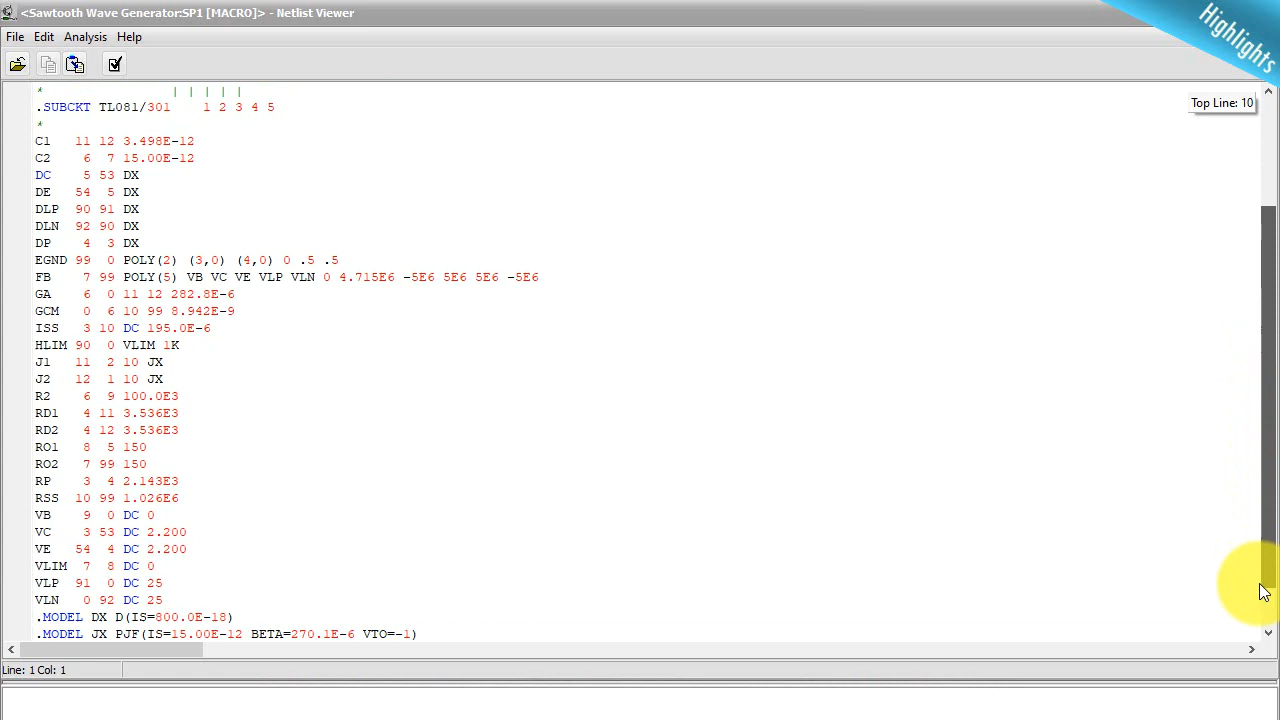 <Sawtooth Wave Generator:SP1 [MACRO]> - Netlist Viewer
Highlights
File Edit Analysis Help
Top Line: 10
* | | | | |
.SUBCKT TL081/301 1 2 3 4 5
*
C1 11 12 3.498E-12
C2 6 7 15.00E-12
DC 5 53 DX
DE 54 5 DX
DLP 90 91 DX
DLN 92 90 DX
DP 4 3 DX
EGND 99 0 POLY(2) (3,0) (4,0) 0 .5 .5
FB 7 99 POLY(5) VB VC VE VLP VLN 0 4.715E6 -5E6 5E6 5E6 -5E6
GA 6 0 11 12 282.8E-6
GCM 0 6 10 99 8.942E-9
ISS 3 10 DC 195.0E-6
HLIM 90 0 VLIM 1K
J1 11 2 10 JX
J2 12 1 10 JX
R2 6 9 100.0E3
RD1 4 11 3.536E3
RD2 4 12 3.536E3
RO1 8 5 150
RO2 7 99 150
RP 3 4 2.143E3
RSS 10 99 1.026E6
VB 9 0 DC 0
VC 3 53 DC 2.200
VE 54 4 DC 2.200
VLIM 7 8 DC 0
VLP 91 0 DC 25
VLN 0 92 DC 25
.MODEL DX D(IS=800.0E-18)
.MODEL JX PJF(IS=15.00E-12 BETA=270.1E-6 VTO=-1)
Line: 1 Col: 1